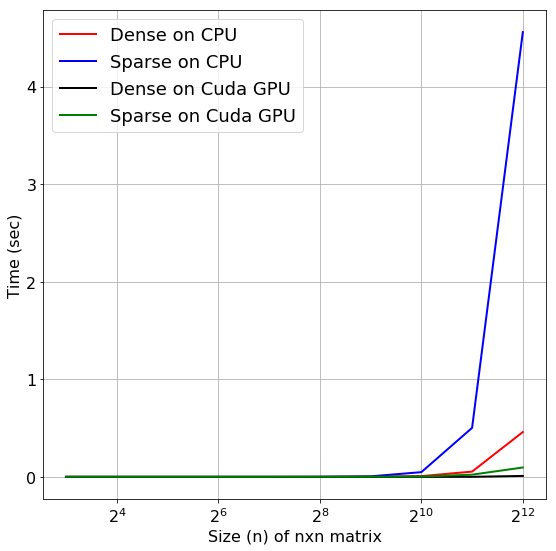 Dense on CPU
Sparse on CPU
Dense on Cuda GPU
Sparse on Cuda GPU
4
3
2
1
0
Time (sec)
2⁴ 2⁶ 2⁸ 2¹⁰ 2¹²
Size (n) of nxn matrix